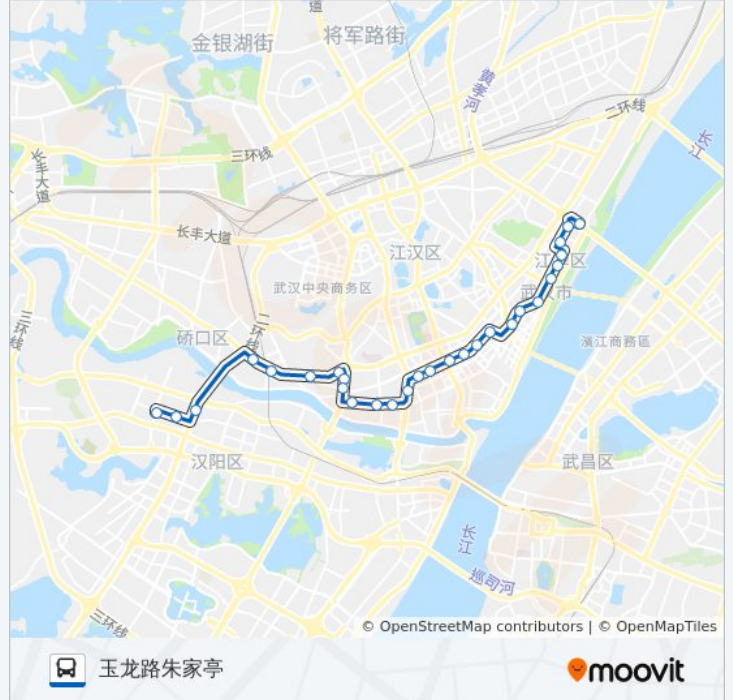 道
将军路街
金银湖街
黄孝河
二环线
长江
三环线
长丰大道
长丰大道
江汉区
江岸区
武汉中央商务区
武汉市
二环线
三环线
硚口区
濱江商務區
汉阳区
武昌区
长江
巡司河
三环线
© OpenStreetMap contributors | © OpenMapTiles
玉龙路朱家亭
moovit